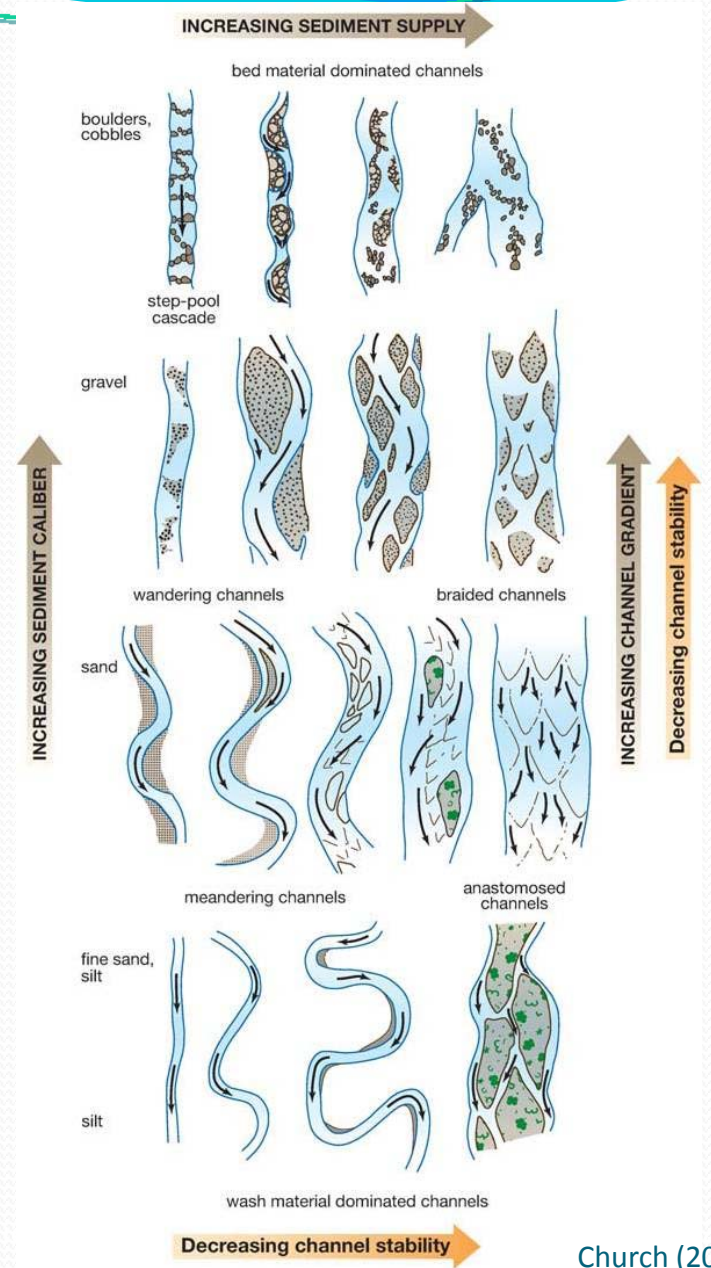 INCREASING SEDIMENT SUPPLY
bed material dominated channels
boulders,
cobbles
step-pool
cascade
gravel
INCREASING SEDIMENT CALIBER
INCREASING CHANNEL GRADIENT
Decreasing channel stability
wandering channels
braided channels
sand
meandering channels
anastomosed
channels
fine sand,
silt
silt
wash material dominated channels
Decreasing channel stability
Church (20